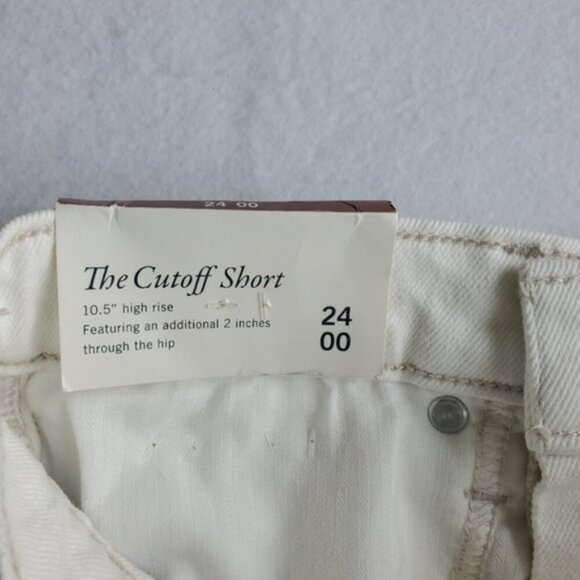 24 00
The Cutoff Short
10.5" high rise
Featuring an additional 2 inches
through the hip
24
00